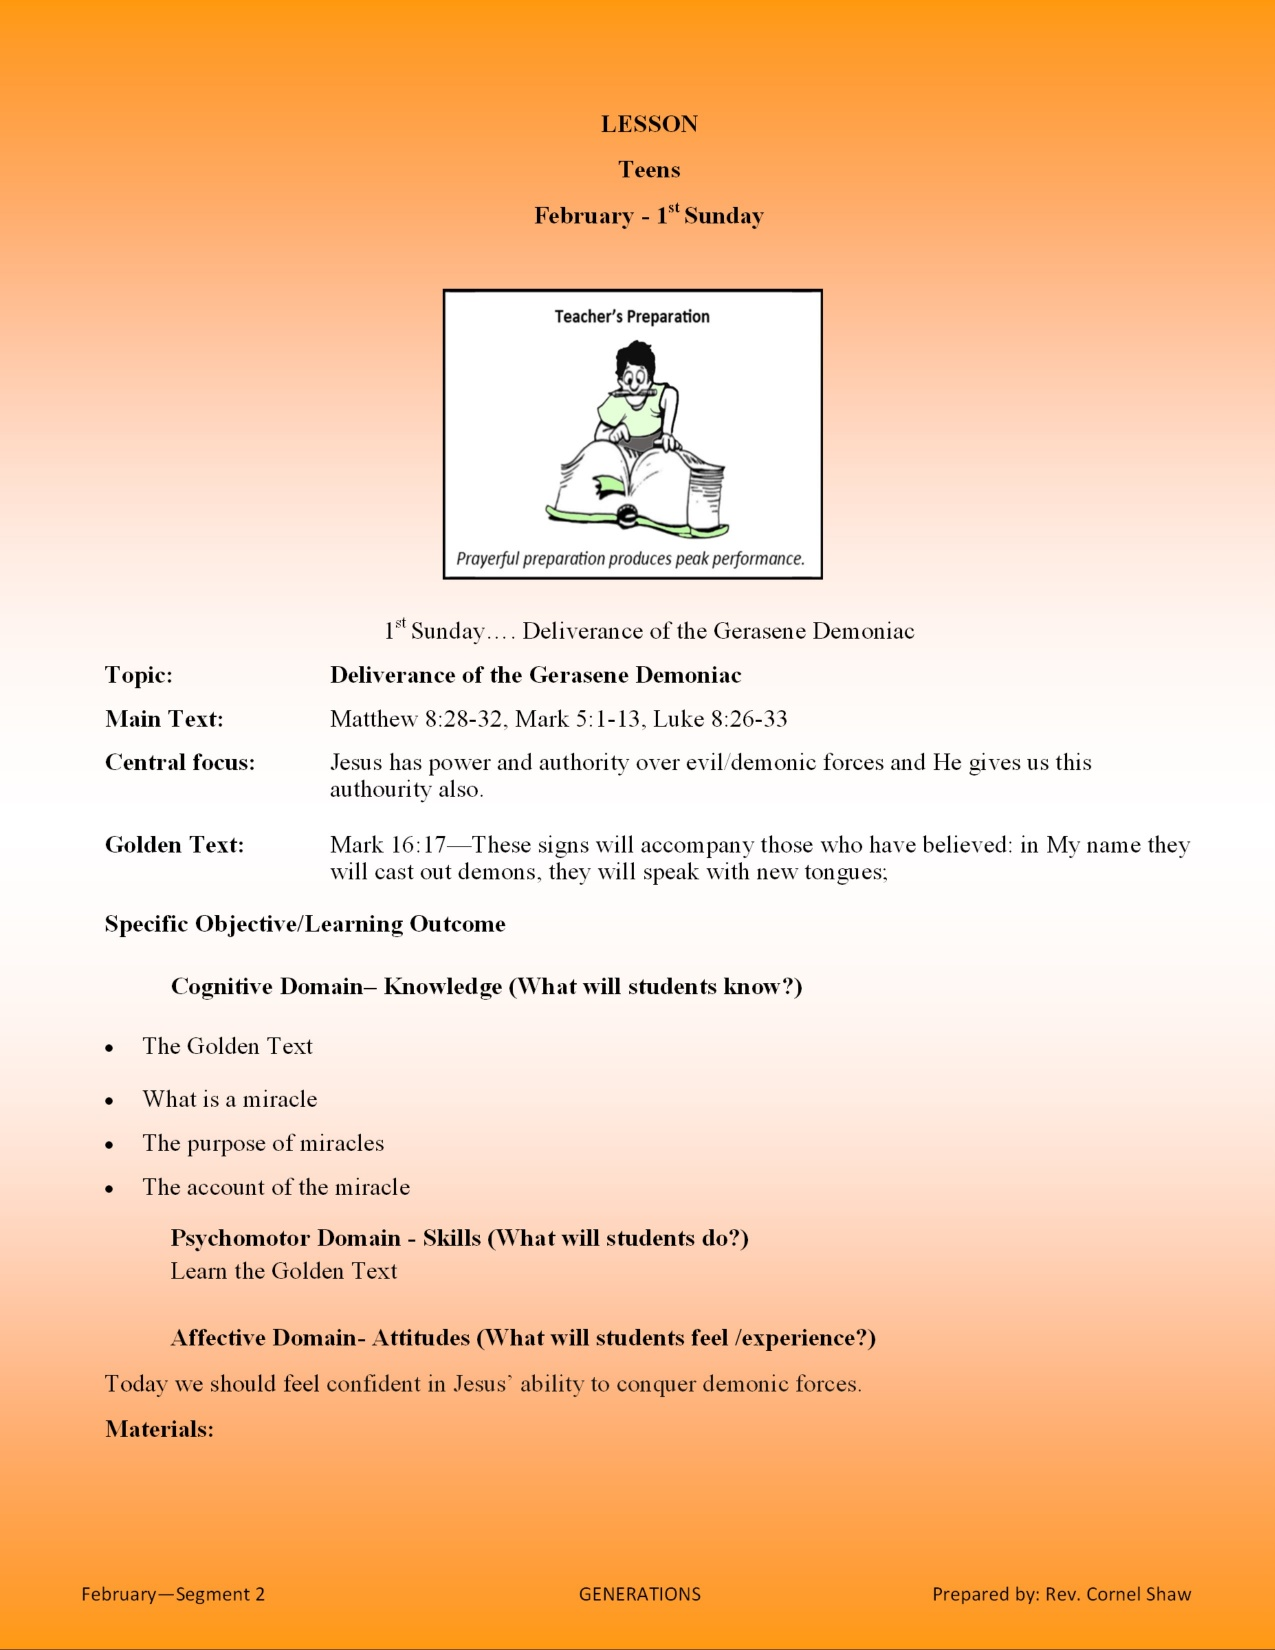 LESSON
Teens
February - 1st Sunday
Teacher's Preparation
Prayerful preparation produces peak performance.
1st Sunday…. Deliverance of the Gerasene Demoniac
Topic: Deliverance of the Gerasene Demoniac
Main Text: Matthew 8:28-32, Mark 5:1-13, Luke 8:26-33
Central focus: Jesus has power and authority over evil/demonic forces and He gives us this
authourity also.
Golden Text: Mark 16:17—These signs will accompany those who have believed: in My name they
will cast out demons, they will speak with new tongues;
Specific Objective/Learning Outcome
Cognitive Domain– Knowledge (What will students know?)
• The Golden Text
• What is a miracle
• The purpose of miracles
• The account of the miracle
Psychomotor Domain - Skills (What will students do?)
Learn the Golden Text
Affective Domain- Attitudes (What will students feel /experience?)
Today we should feel confident in Jesus' ability to conquer demonic forces.
Materials:
February—Segment 2 GENERATIONS Prepared by: Rev. Cornel Shaw